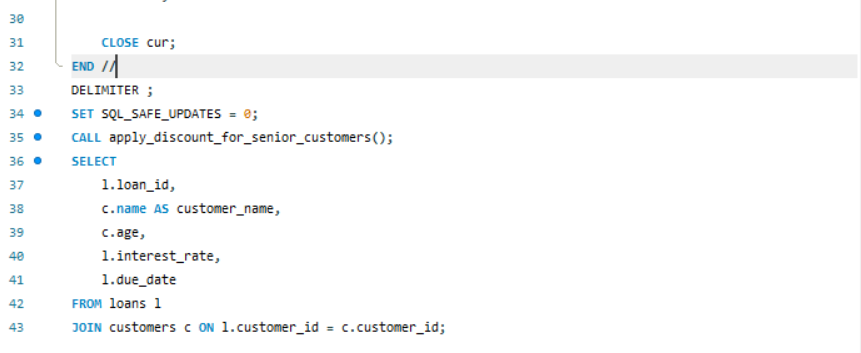 30
31 CLOSE cur;
32 END //
33 DELIMITER ;
34 SET SQL_SAFE_UPDATES = 0;
35 CALL apply_discount_for_senior_customers();
36 SELECT
37 l.loan_id,
38 c.name AS customer_name,
39 c.age,
40 l.interest_rate,
41 l.due_date
42 FROM loans l
43 JOIN customers c ON l.customer_id = c.customer_id;